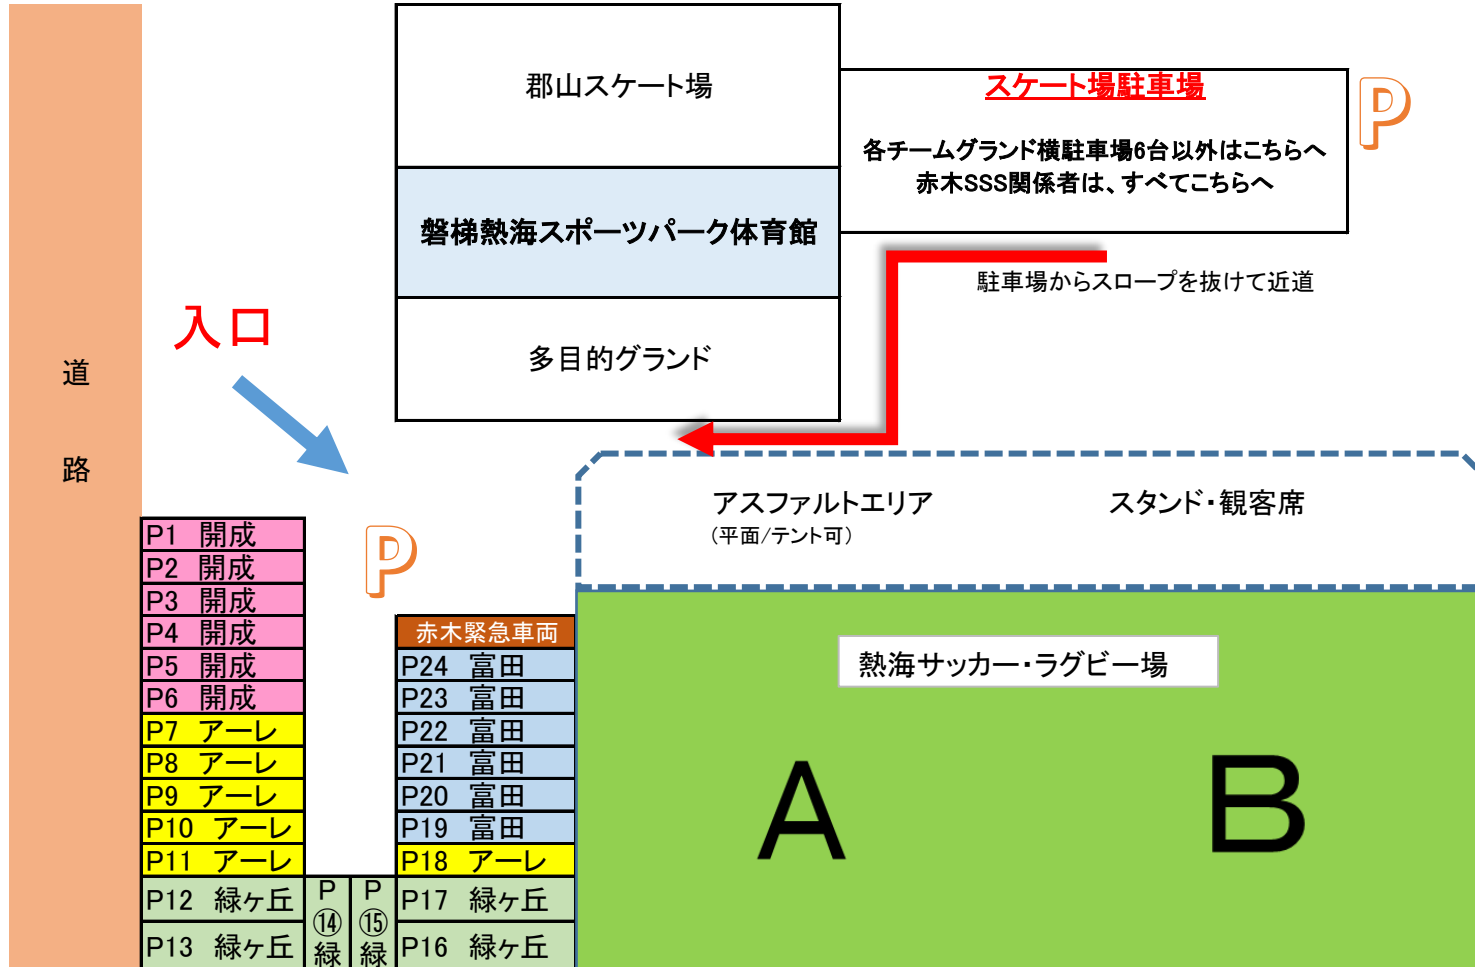 郡山スケート場
スケート場駐車場
各チームグランド横駐車場6台以外はこちらへ
赤木SSS関係者は、すべてこちらへ
P
磐梯熱海スポーツパーク体育館
駐車場からスロープを抜けて近道
入口
多目的グランド
道
路
アスファルトエリア
(平面/テント可)
スタンド・観客席
P
P1 開成
P2 開成
P3 開成
P4 開成
P5 開成
P6 開成
P7 アーレ
P8 アーレ
P9 アーレ
P10 アーレ
P11 アーレ
P12 緑ヶ丘
P13 緑ヶ丘
P
⑭
緑
P
⑮
緑
赤木緊急車両
P24 富田
P23 富田
P22 富田
P21 富田
P20 富田
P19 富田
P18 アーレ
P17 緑ヶ丘
P16 緑ヶ丘
熱海サッカー・ラグビー場
A
B